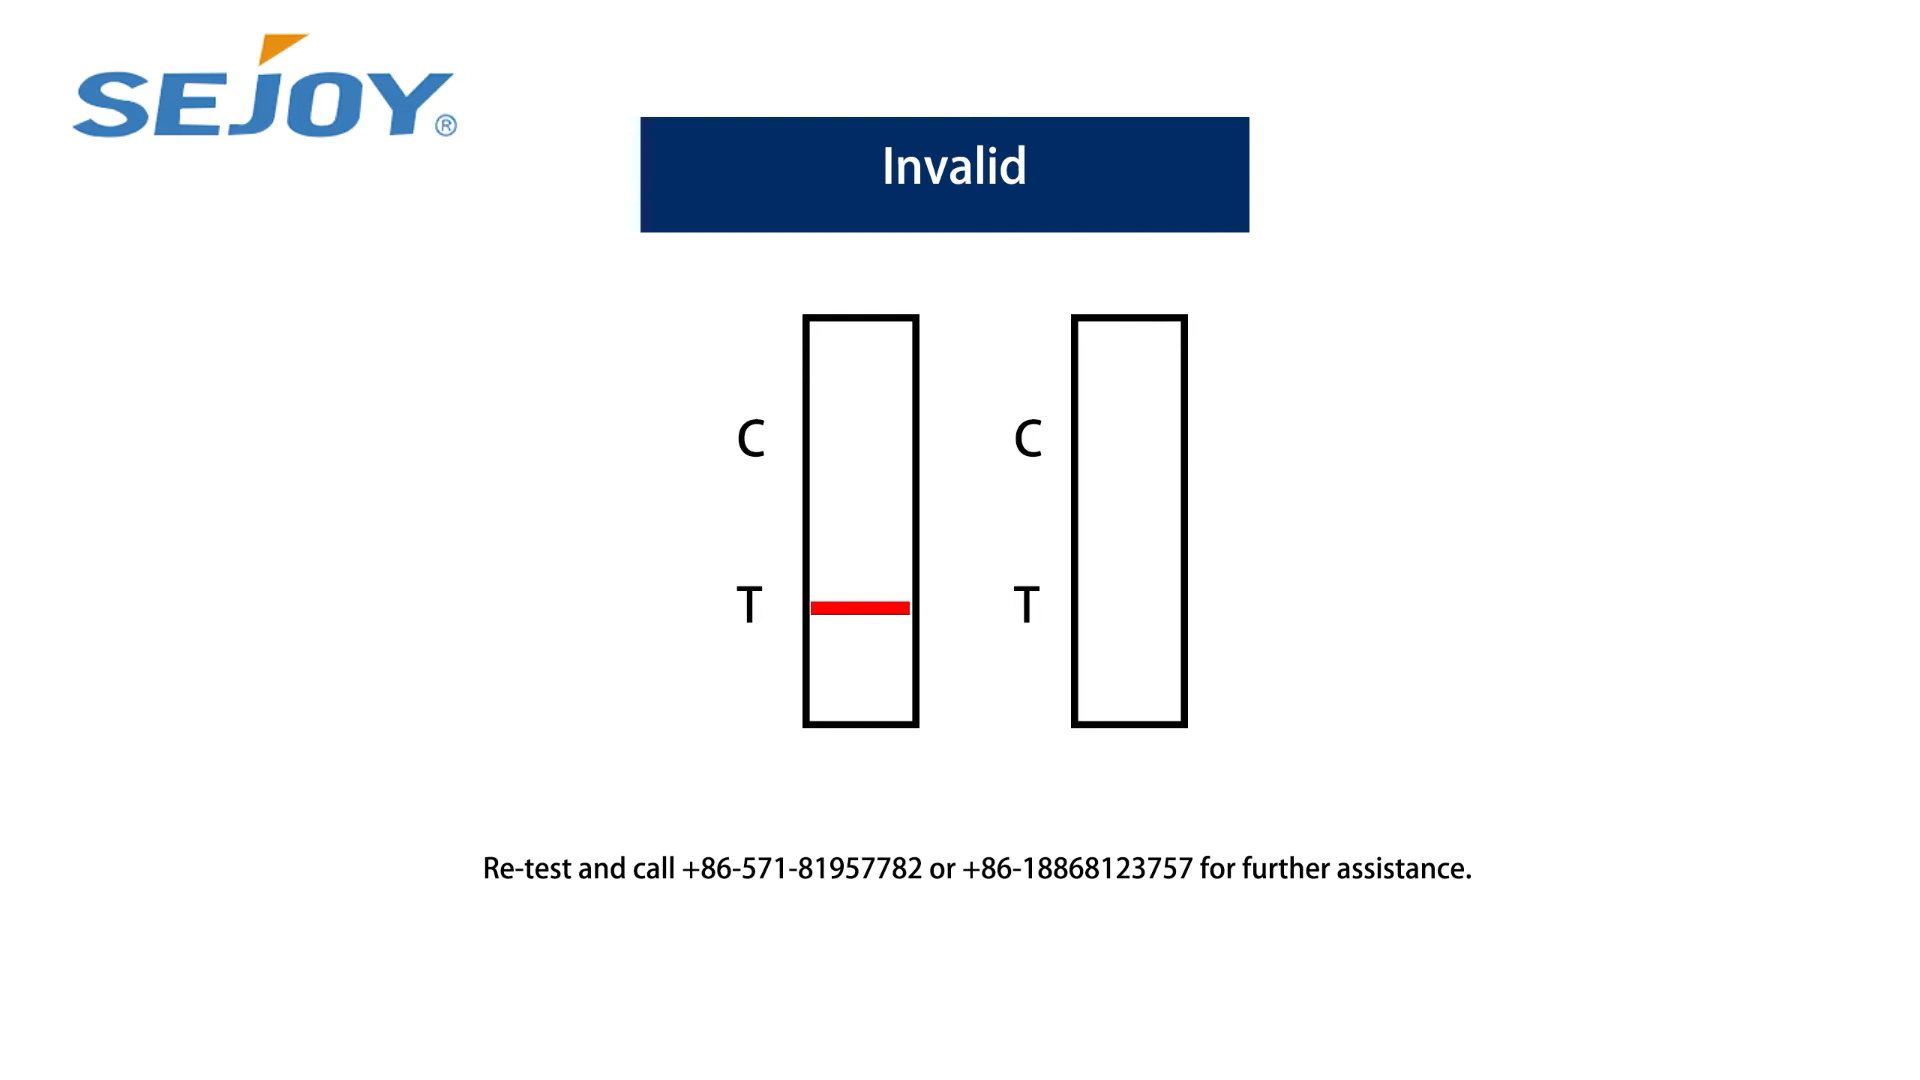 SEJOY®
Invalid
C C
T T
Re-test and call +86-571-81957782 or +86-18868123757 for further assistance.